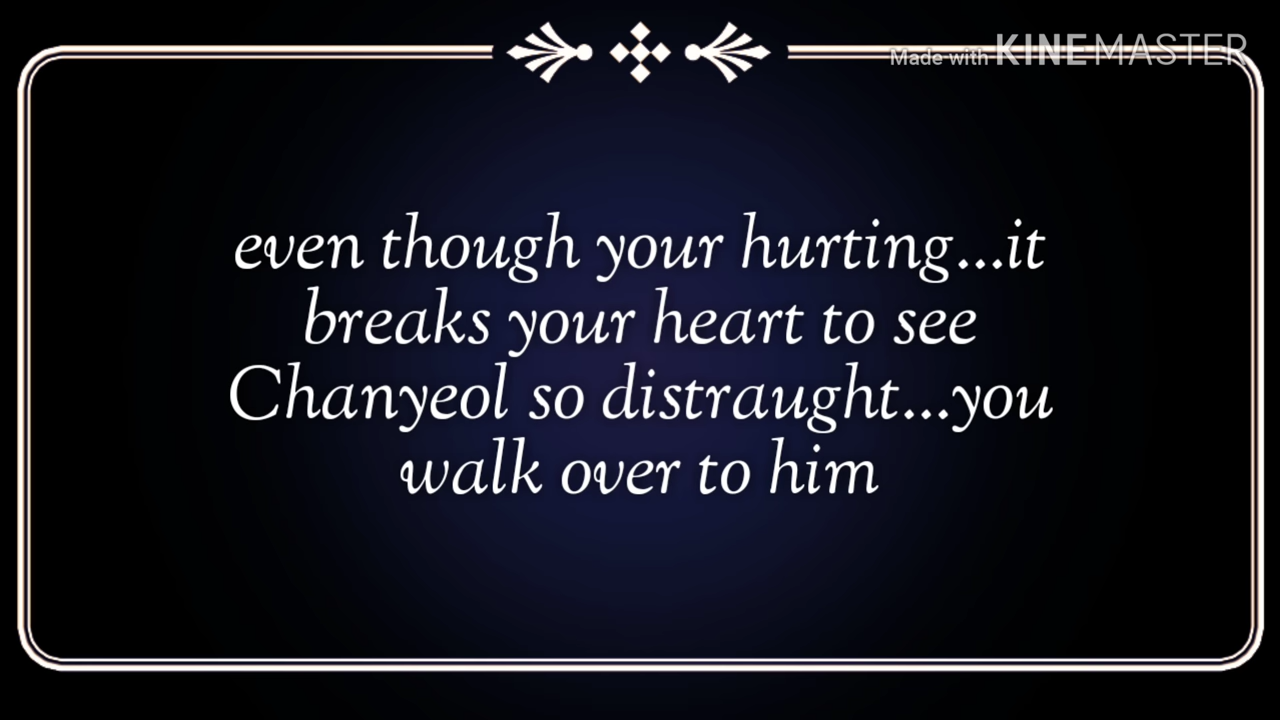 Made with KINEMASTER
even though your hurting...it
breaks your heart to see
Chanyeol so distraught...you
walk over to him